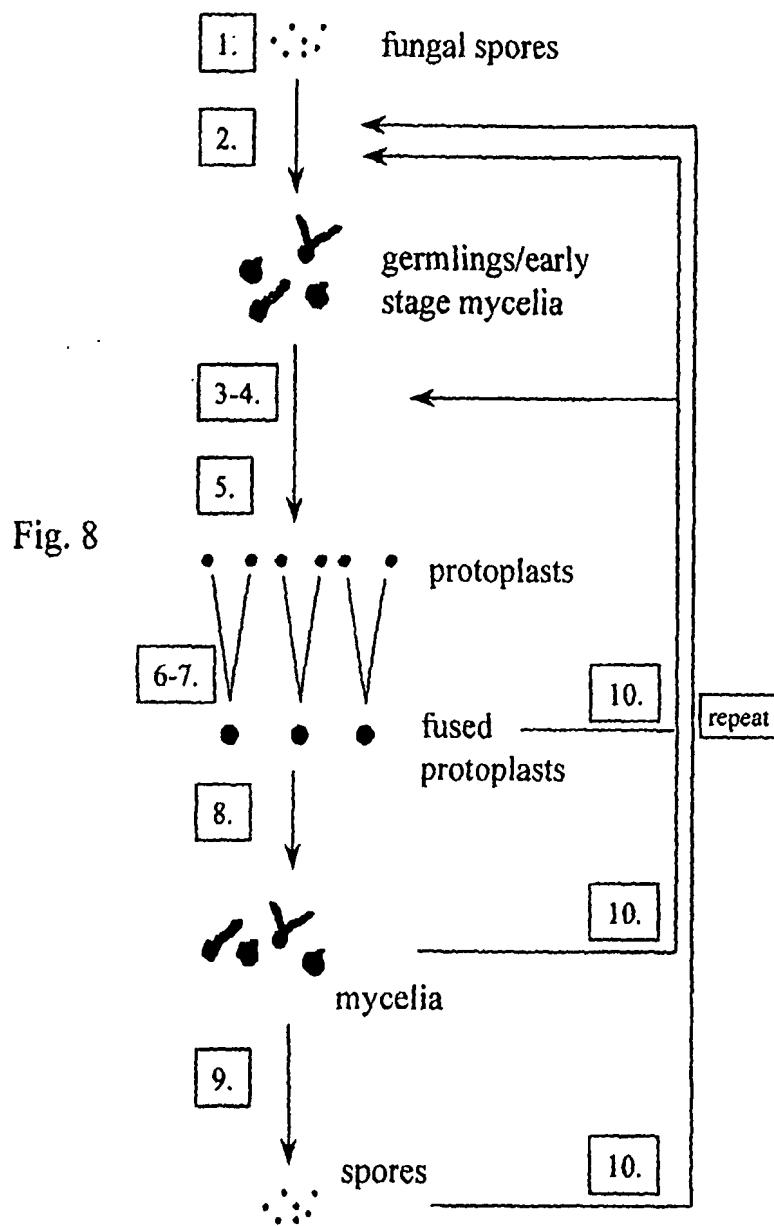 1.
fungal spores
2.
germlings/early
stage mycelia
3-4.
5.
Fig. 8
protoplasts
6-7.
10.
repeat
fused
protoplasts
8.
10.
mycelia
9.
spores
10.